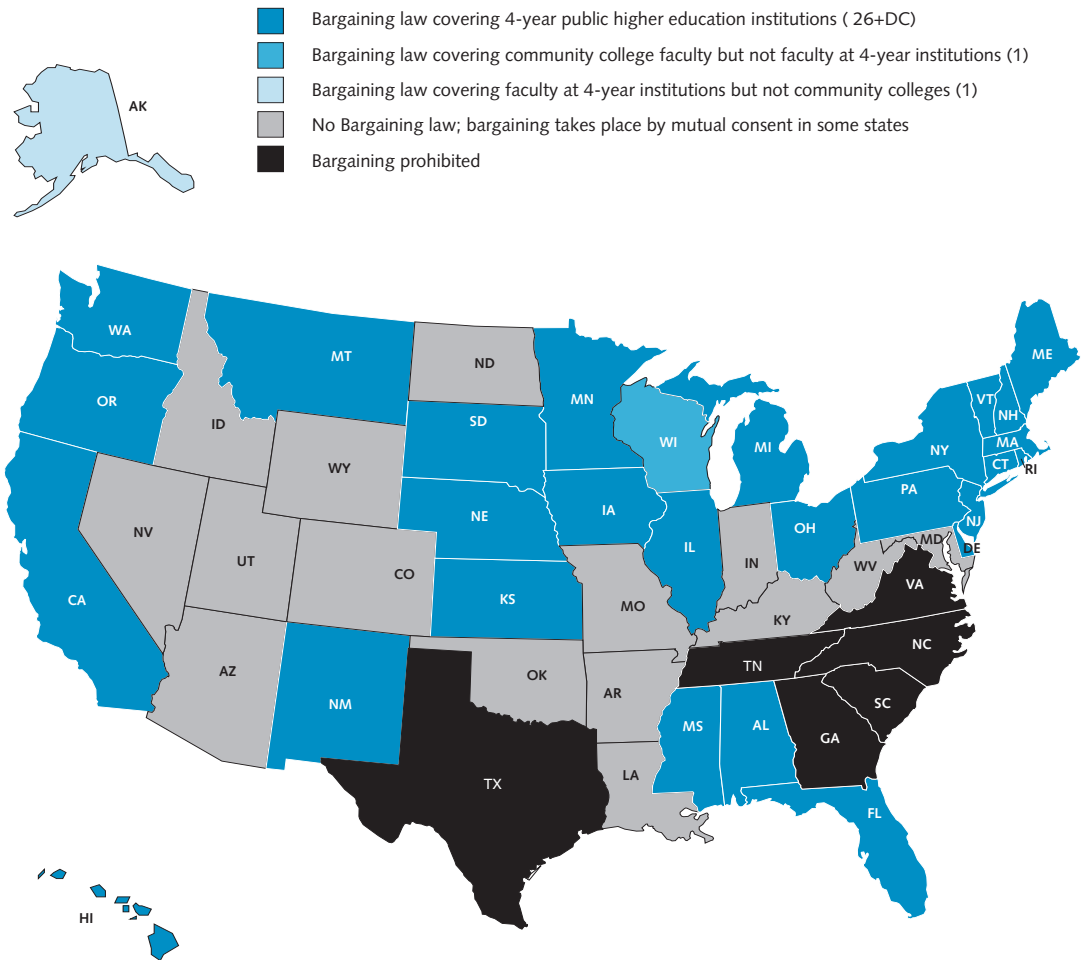 Bargaining law covering 4-year public higher education institutions ( 26+DC)
Bargaining law covering community college faculty but not faculty at 4-year institutions (1)
Bargaining law covering faculty at 4-year institutions but not community colleges (1)
No Bargaining law; bargaining takes place by mutual consent in some states
Bargaining prohibited
AK
WA
MT
ND
MN
ME
OR
ID
SD
WI
MI
VT
NH
NY
MA
CT
RI
WY
NE
IA
PA
NJ
NV
UT
CO
IL
IN
OH
MD
DE
WV
VA
CA
KS
MO
KY
NC
AZ
NM
OK
AR
TN
SC
MS
AL
GA
TX
LA
FL
HI